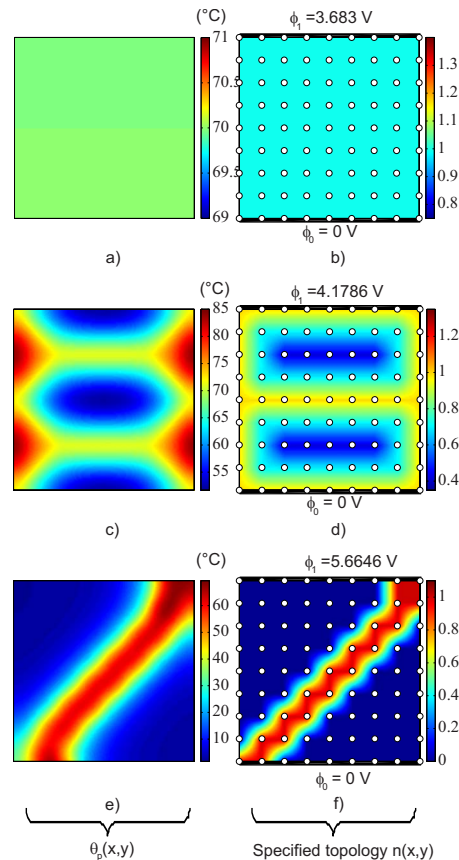 (°C)
ϕ1 =3.683 V
71
70.5
70
69.5
69
1.3
1.2
1.1
1
0.9
0.8
ϕ0 = 0 V
a)
b)
(°C)
ϕ1 =4.1786 V
85
80
75
70
65
60
55
1.2
1
0.8
0.6
0.4
ϕ0 = 0 V
c)
d)
(°C)
ϕ1 =5.6646 V
60
50
40
30
20
10
1
0.8
0.6
0.4
0.2
0
ϕ0 = 0 V
e)
f)
θp(x,y)
Specified topology n(x,y)